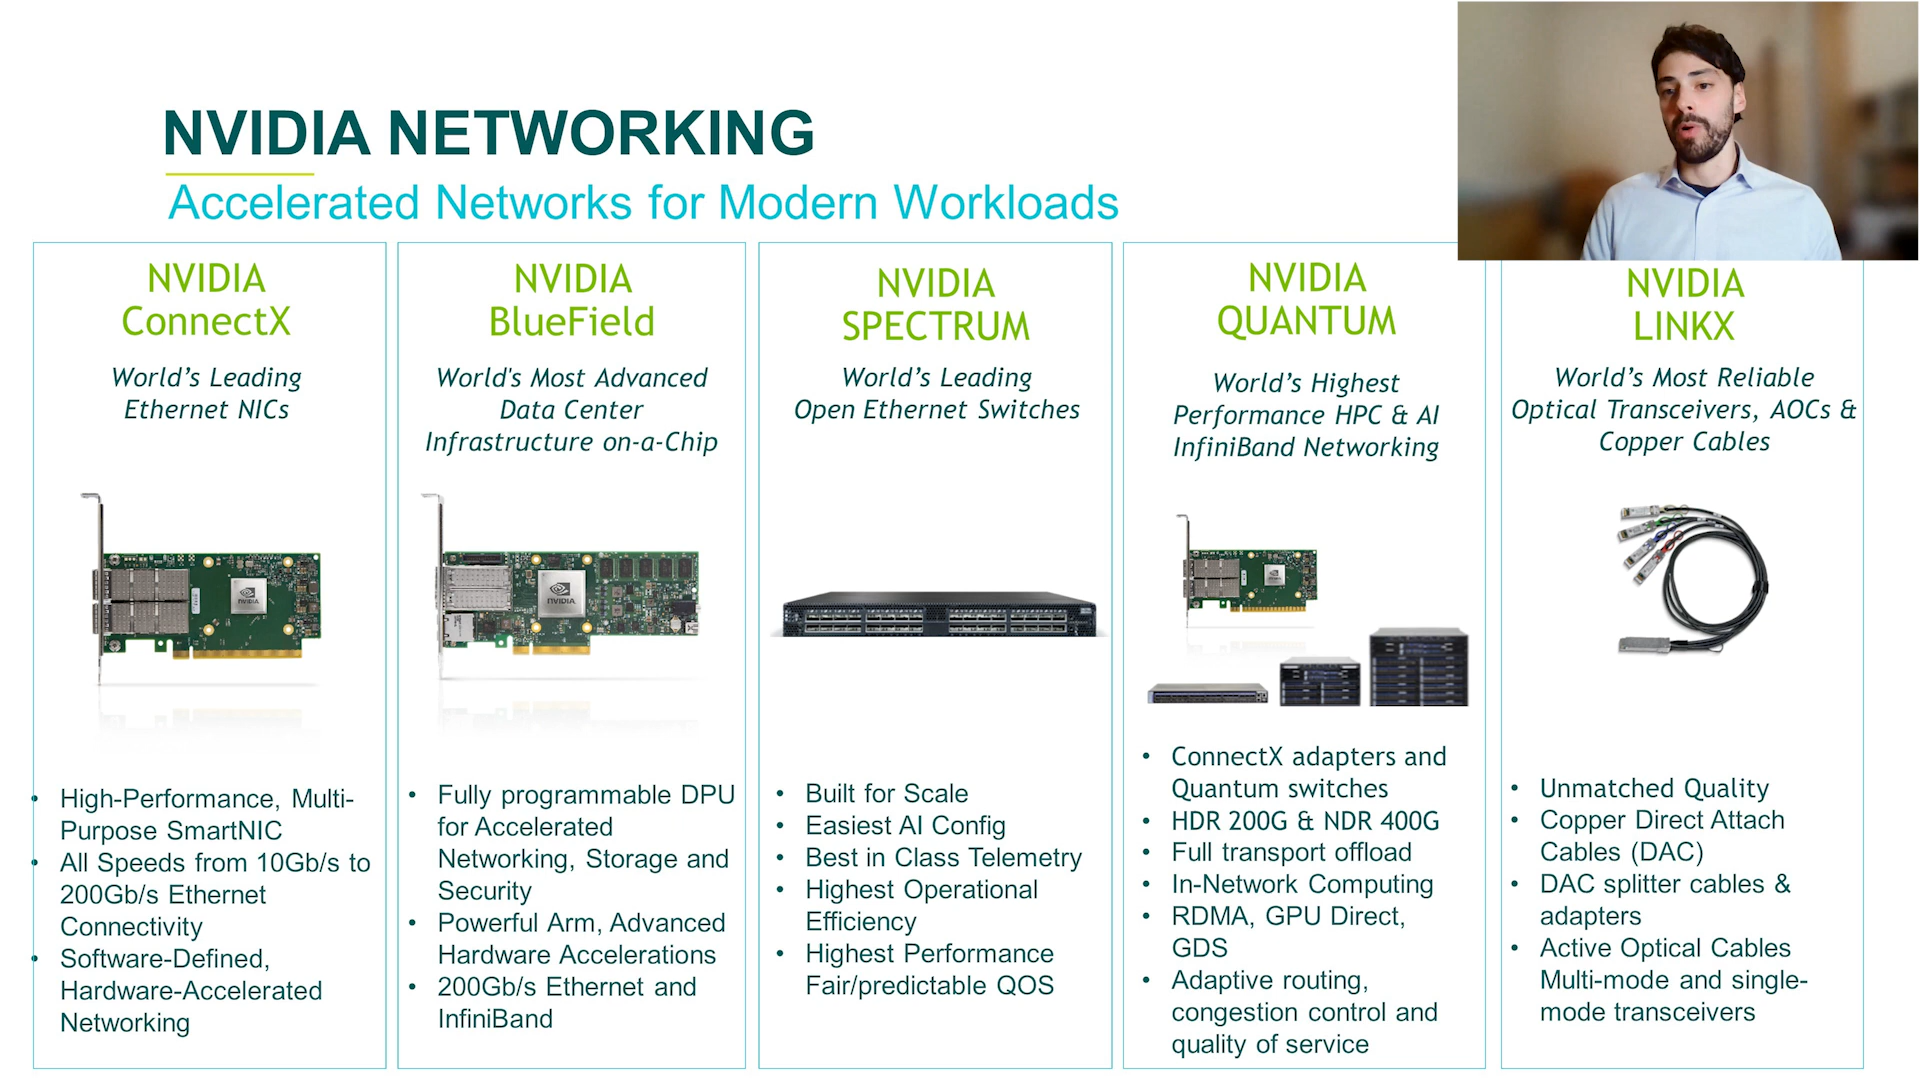 NVIDIA NETWORKING
Accelerated Networks for Modern Workloads
NVIDIA
ConnectX
World’s Leading
Ethernet NICs
NVIDIA
• High-Performance, Multi-
Purpose SmartNIC
• All Speeds from 10Gb/s to
200Gb/s Ethernet
Connectivity
• Software-Defined,
Hardware-Accelerated
Networking
NVIDIA
BlueField
World's Most Advanced
Data Center
Infrastructure on-a-Chip
NVIDIA
• Fully programmable DPU
for Accelerated
Networking, Storage and
Security
• Powerful Arm, Advanced
Hardware Accelerations
• 200Gb/s Ethernet and
InfiniBand
NVIDIA
SPECTRUM
World’s Leading
Open Ethernet Switches
• Built for Scale
• Easiest AI Config
• Best in Class Telemetry
• Highest Operational
Efficiency
• Highest Performance
Fair/predictable QOS
NVIDIA
QUANTUM
World’s Highest
Performance HPC & AI
InfiniBand Networking
• ConnectX adapters and
Quantum switches
• HDR 200G & NDR 400G
• Full transport offload
• In-Network Computing
• RDMA, GPU Direct,
GDS
• Adaptive routing,
congestion control and
quality of service
NVIDIA
LINKX
World’s Most Reliable
Optical Transceivers, AOCs &
Copper Cables
• Unmatched Quality
• Copper Direct Attach
Cables (DAC)
• DAC splitter cables &
adapters
• Active Optical Cables
Multi-mode and single-
mode transceivers